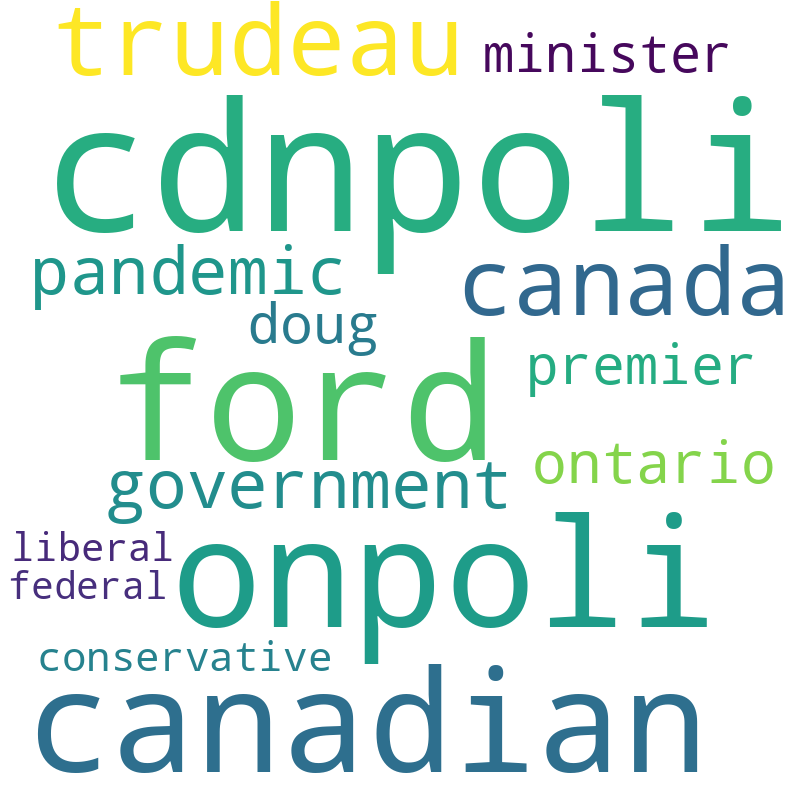 trudeau minister
cdnpoli
pandemic canada
doug
ford premier
ontario
government
liberal onpoli
federal
conservative
canadian